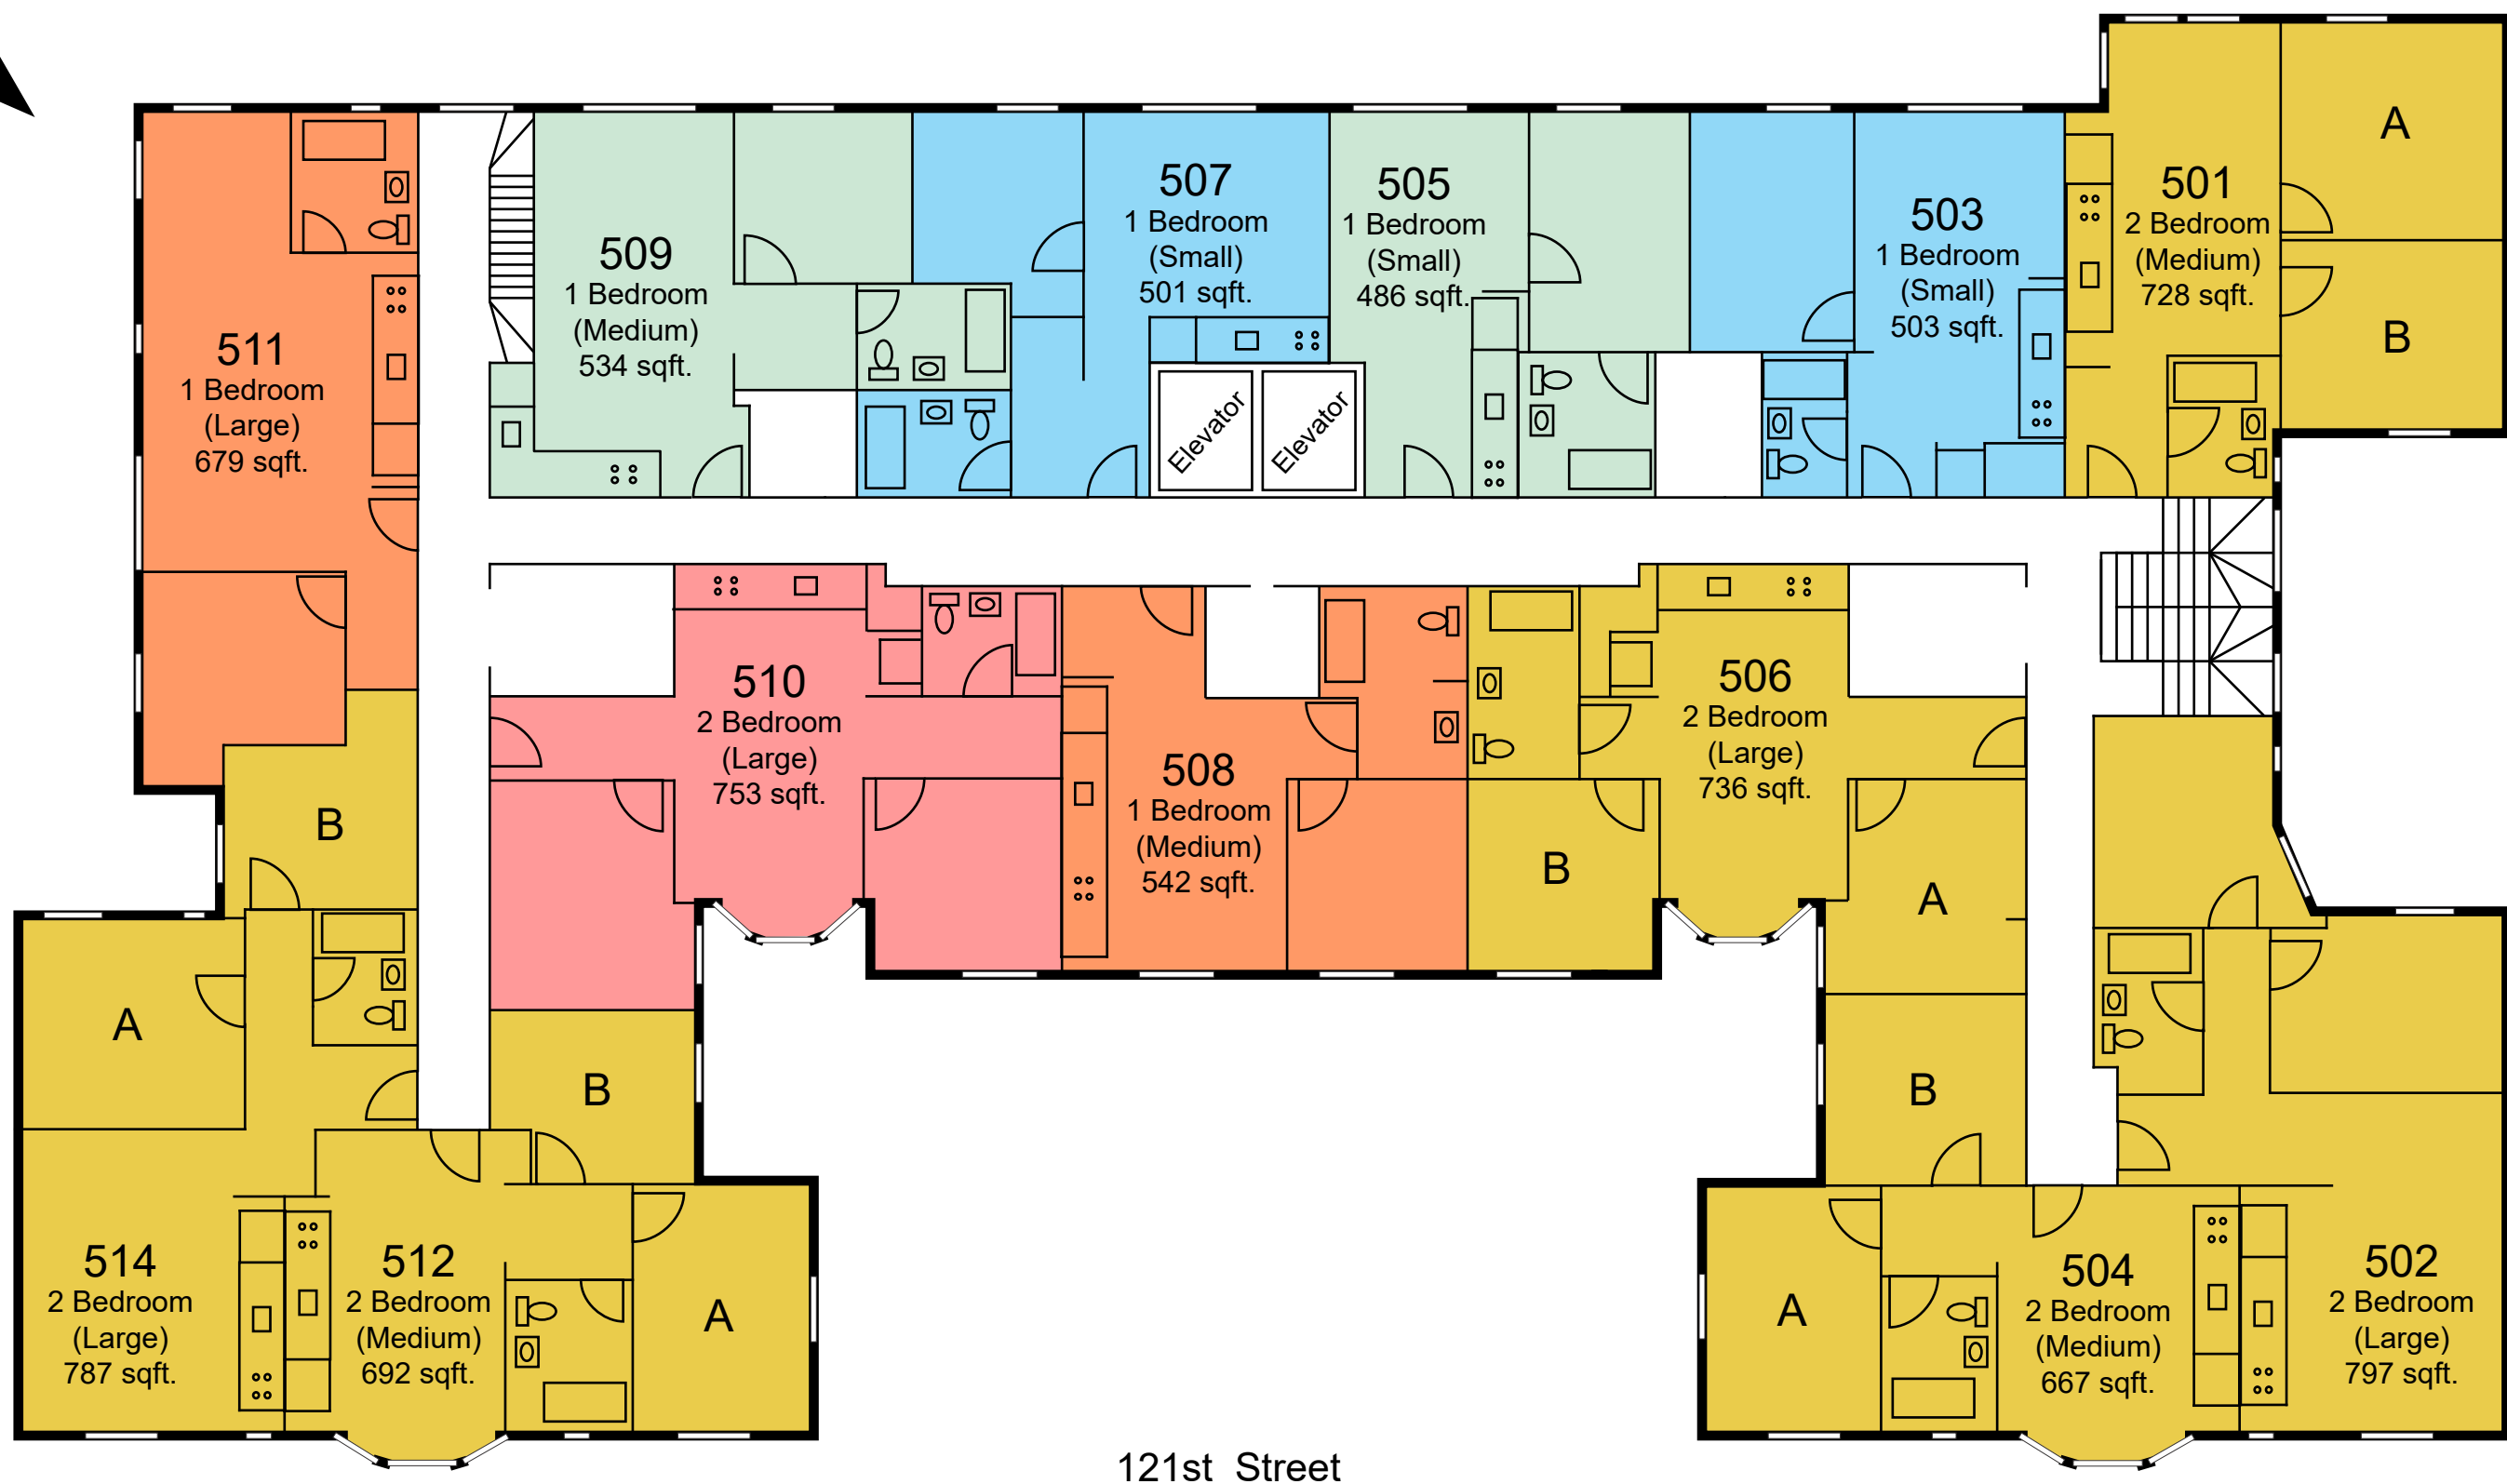 A
507
1 Bedroom
(Small)
501 sqft.
505
1 Bedroom
(Small)
486 sqft.
501
2 Bedroom
(Medium)
728 sqft.
503
1 Bedroom
(Small)
503 sqft.
509
1 Bedroom
(Medium)
534 sqft.
B
511
1 Bedroom
(Large)
679 sqft.
Elevator
Elevator
510
2 Bedroom
(Large)
753 sqft.
506
2 Bedroom
(Large)
736 sqft.
508
1 Bedroom
(Medium)
542 sqft.
B
B
A
A
B
B
514
2 Bedroom
(Large)
787 sqft.
512
2 Bedroom
(Medium)
692 sqft.
A
A
504
2 Bedroom
(Medium)
667 sqft.
502
2 Bedroom
(Large)
797 sqft.
121st Street